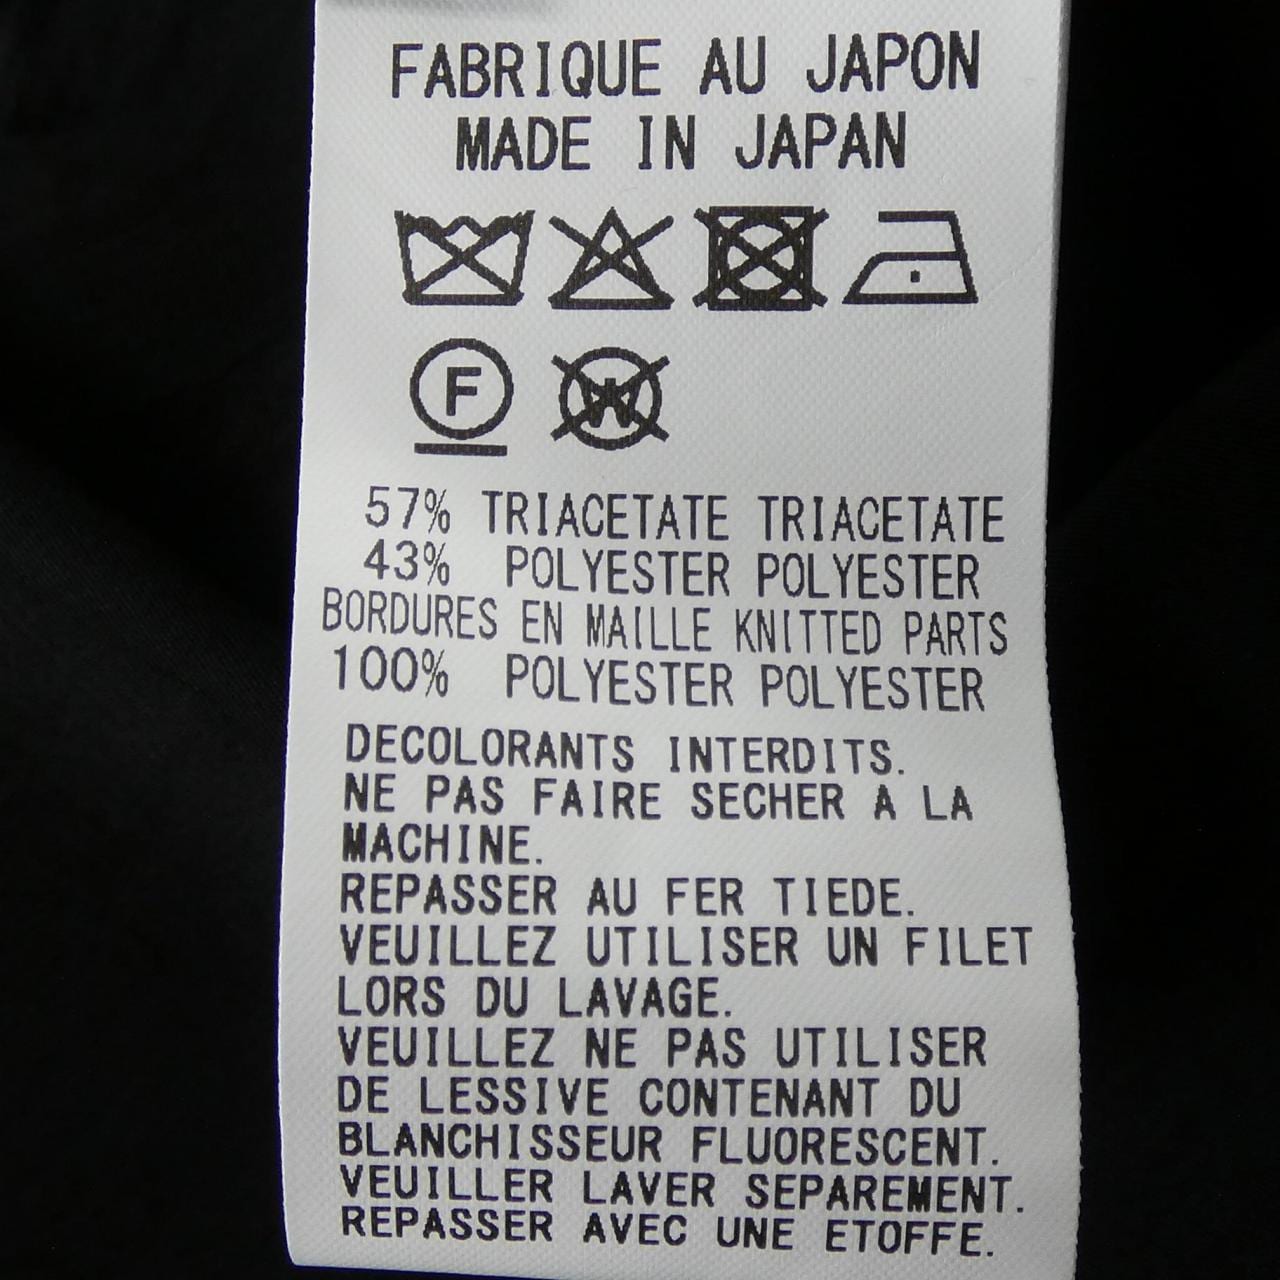 FABRIQUE AU JAPON
MADE IN JAPAN
F
W
57% TRIACETATE TRIACETATE
43% POLYESTER POLYESTER
BORDURES EN MAILLE KNITTED PARTS
100% POLYESTER POLYESTER
DECOLORANTS INTERDITS.
NE PAS FAIRE SECHER A LA
MACHINE.
REPASSER AU FER TIEDE.
VEUILLEZ UTILISER UN FILET
LORS DU LAVAGE.
VEUILLEZ NE PAS UTILISER
DE LESSIVE CONTENANT DU
BLANCHISSEUR FLUORESCENT.
VEUILLER LAVER SEPAREMENT.
REPASSER AVEC UNE ETOFFE.